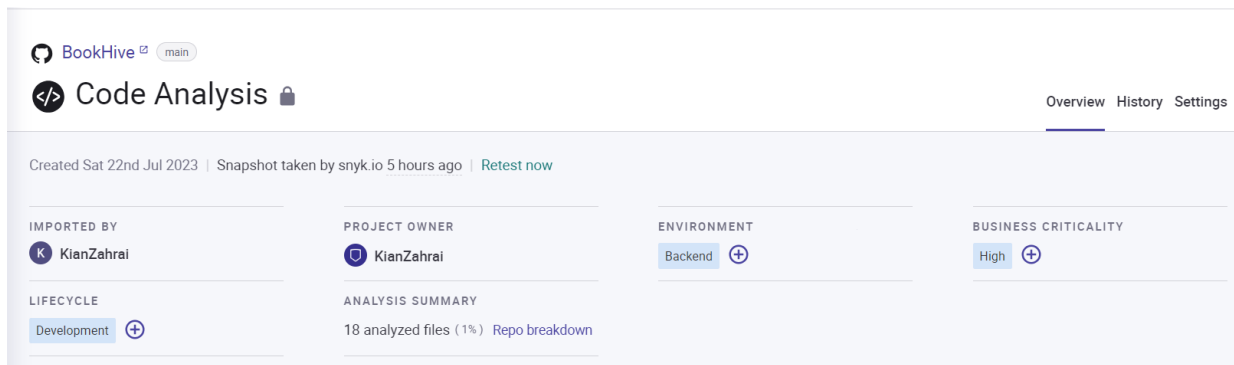 BookHive main
</> Code Analysis
Overview History Settings
Created Sat 22nd Jul 2023 | Snapshot taken by snyk.io 5 hours ago | Retest now
IMPORTED BY
K KianZahrai
PROJECT OWNER
KianZahrai
ENVIRONMENT
Backend
BUSINESS CRITICALITY
High
LIFECYCLE
Development
ANALYSIS SUMMARY
18 analyzed files (1%) Repo breakdown